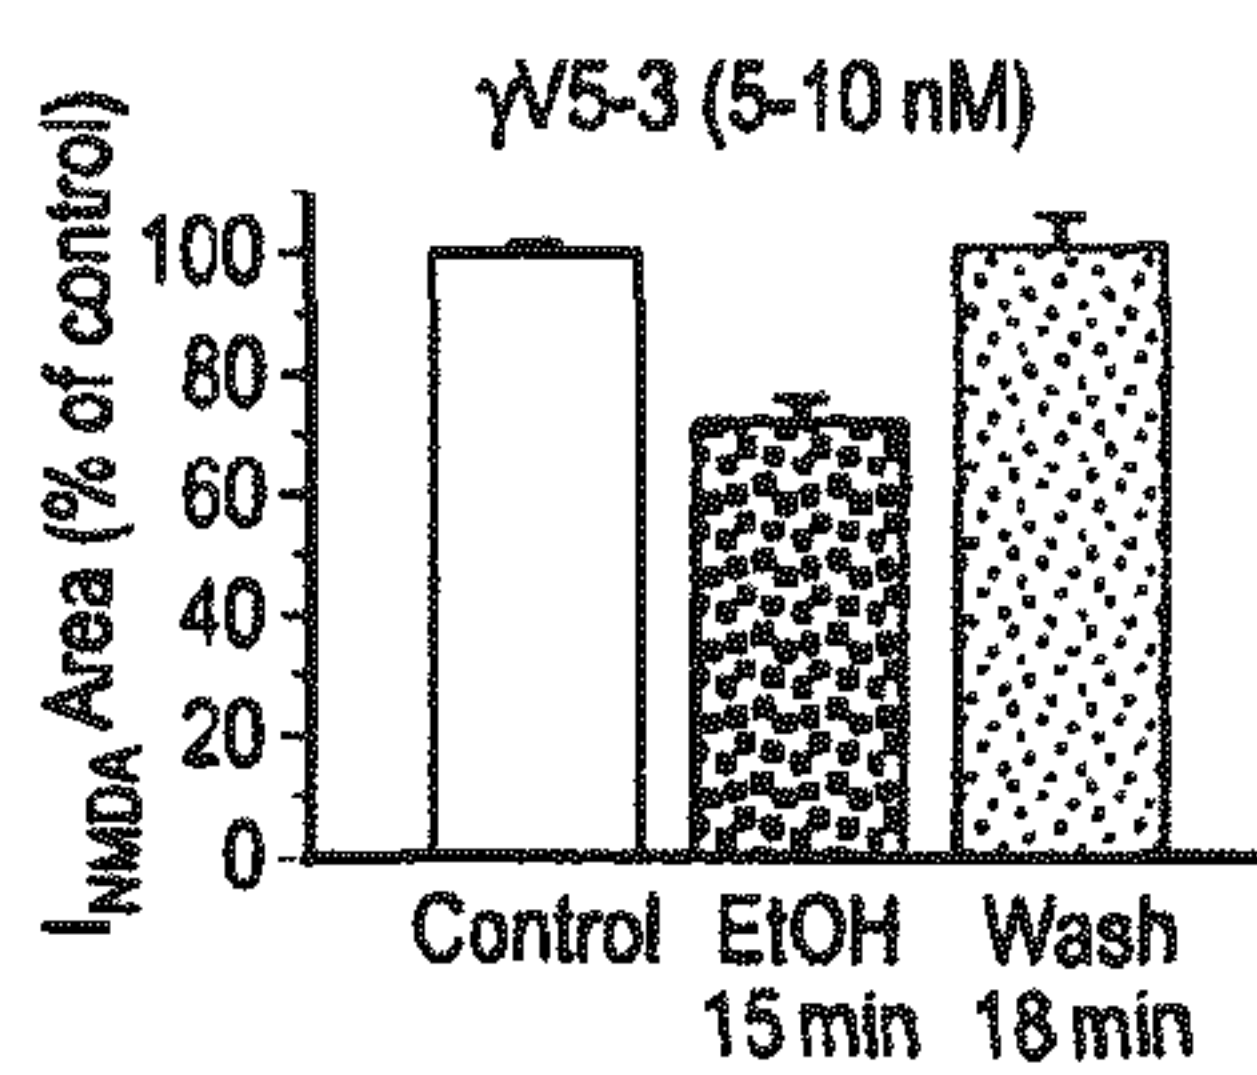 γV5-3 (5-10 nM)
I_NMDA Area (% of control)
100
80
60
40
20
0
Control
EtOH
15 min
Wash
18 min